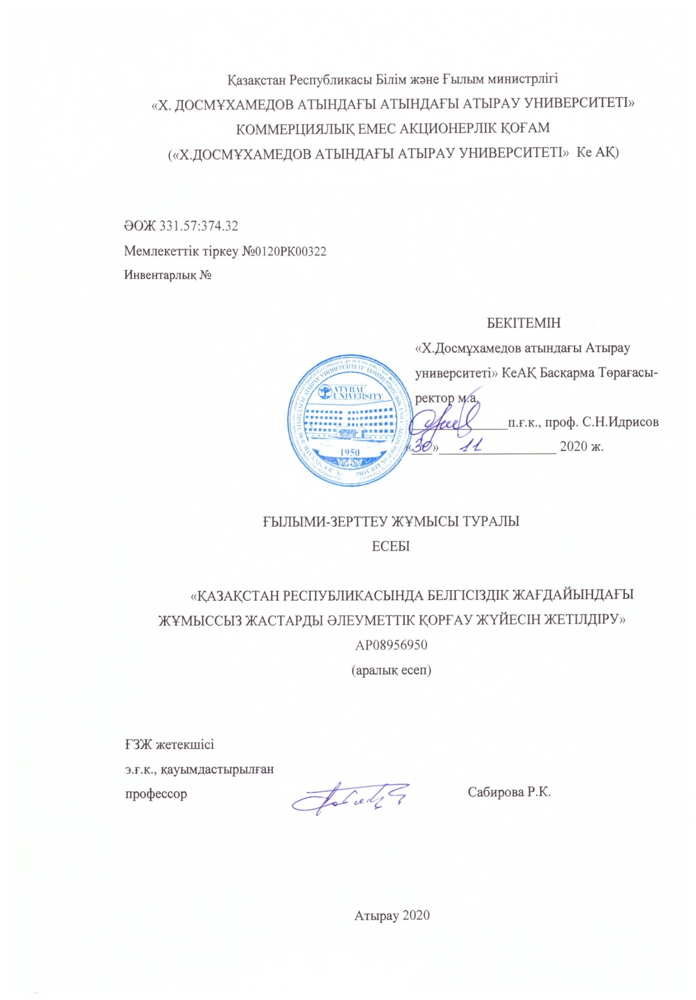 Қазақстан Республикасы Білім және Ғылым министрлігі
«Х. ДОСМҰХАМЕДОВ АТЫНДАҒЫ АТЫНДАҒЫ АТЫРАУ УНИВЕРСИТЕТІ»
КОММЕРЦИЯЛЫҚ ЕМЕС АКЦИОНЕРЛІК ҚОҒАМ
(«Х.ДОСМҰХАМЕДОВ АТЫНДАҒЫ АТЫРАУ УНИВЕРСИТЕТІ» Ке АҚ)
ӘОЖ 331.57:374.32
Мемлекеттік тіркеу №0120РК00322
Инвентарлық №
БЕКІТЕМІН
«Х.Досмұхамедов атындағы Атырау
университеті» КеАҚ Басқарма Төрағасы-
ректор м.а.
п.ғ.к., проф. С.Н.Идрисов
«30» 11 2020 ж.
ATYRAU
UNIVERSITY
1950
ҒЫЛЫМИ-ЗЕРТТЕУ ЖҰМЫСЫ ТУРАЛЫ
ЕСЕБІ
«ҚАЗАҚСТАН РЕСПУБЛИКАСЫНДА БЕЛГІСІЗДІК ЖАҒДАЙЫНДАҒЫ
ЖҰМЫССЫЗ ЖАСТАРДЫ ӘЛЕУМЕТТІК ҚОРҒАУ ЖҮЙЕСІН ЖЕТІЛДІРУ»
АР08956950
(аралық есеп)
ҒЗЖ жетекшісі
э.ғ.к., қауымдастырылған
профессор Сабирова Р.К.
Атырау 2020